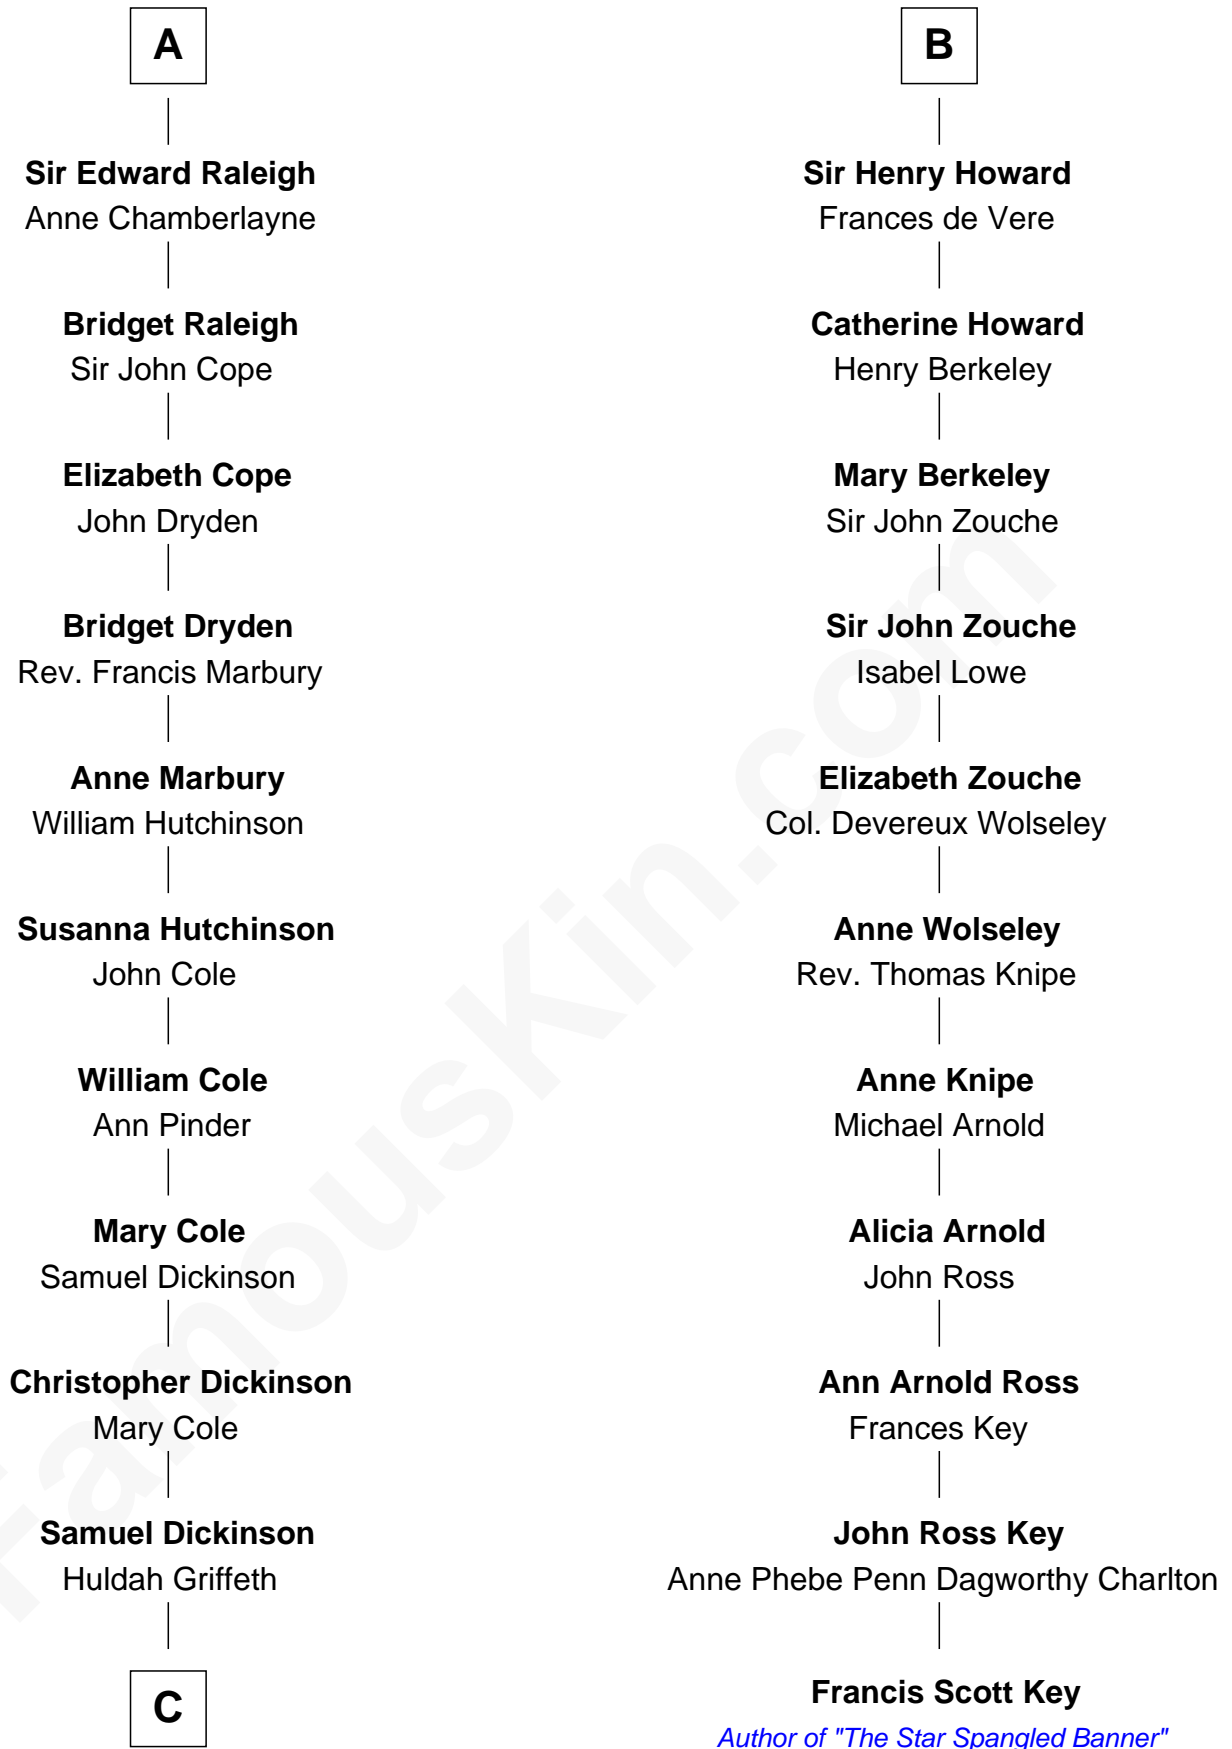 A
Sir Edward Raleigh
Anne Chamberlayne
Bridget Raleigh
Sir John Cope
Elizabeth Cope
John Dryden
Bridget Dryden
Rev. Francis Marbury
Anne Marbury
William Hutchinson
Susanna Hutchinson
John Cole
William Cole
Ann Pinder
Mary Cole
Samuel Dickinson
Christopher Dickinson
Mary Cole
Samuel Dickinson
Huldah Griffeth
C
B
Sir Henry Howard
Frances de Vere
Catherine Howard
Henry Berkeley
Mary Berkeley
Sir John Zouche
Sir John Zouche
Isabel Lowe
Elizabeth Zouche
Col. Devereux Wolseley
Anne Wolseley
Rev. Thomas Knipe
Anne Knipe
Michael Arnold
Alicia Arnold
John Ross
Ann Arnold Ross
Frances Key
John Ross Key
Anne Phebe Penn Dagworthy Charlton
Francis Scott Key
Author of "The Star Spangled Banner"
FamousKin.com